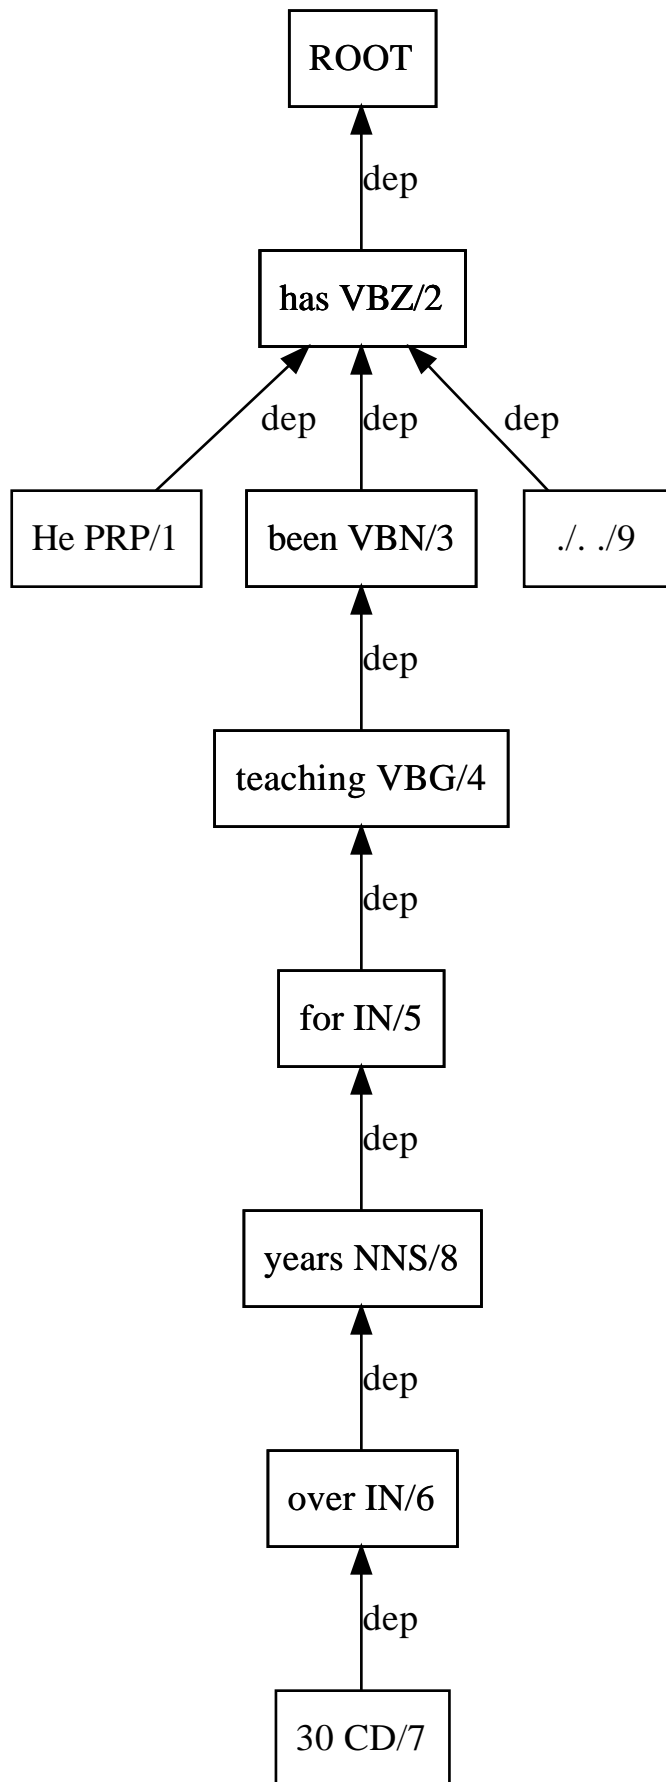 ROOT
dep
has VBZ/2
dep dep dep
He PRP/1 been VBN/3 ./. ./9
dep
teaching VBG/4
dep
for IN/5
dep
years NNS/8
dep
over IN/6
dep
30 CD/7